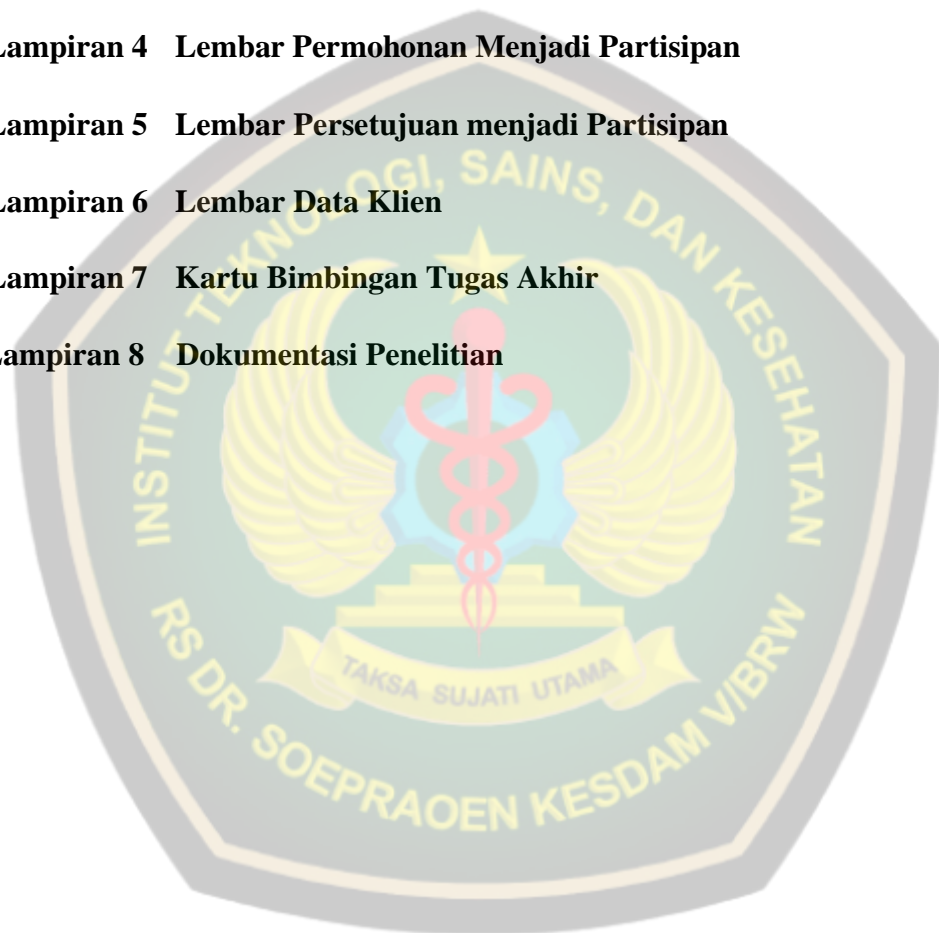 Lampiran 4 Lembar Permohonan Menjadi Partisipan
Lampiran 5 Lembar Persetujuan menjadi Partisipan
Lampiran 6 Lembar Data Klien
Lampiran 7 Kartu Bimbingan Tugas Akhir
Lampiran 8 Dokumentasi Penelitian
INSTITUT TEKNOLOGI, SAINS, DAN KESEHATAN
TAKSA SUJATI UTAMA
RS DR. SOEPRAOEN KESDAM V/BRW